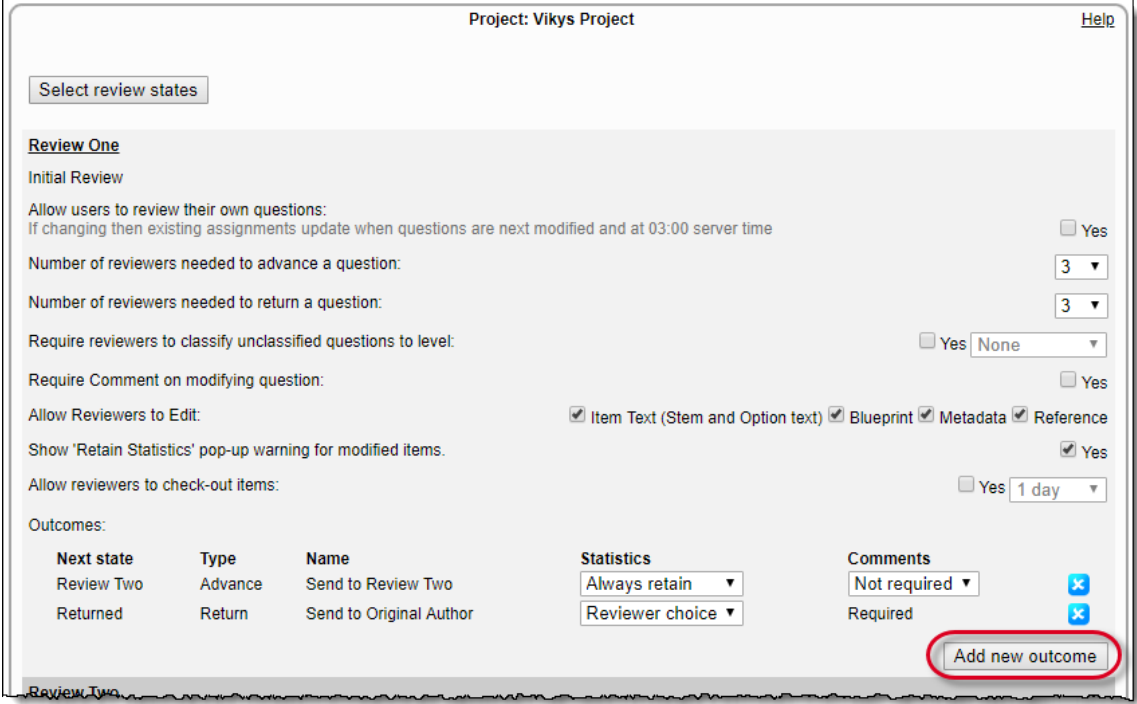 Project: Vikys Project Help
Select review states
Review One
Initial Review
Allow users to review their own questions:
If changing then existing assignments update when questions are next modified and at 03:00 server time Yes
Number of reviewers needed to advance a question: 3
Number of reviewers needed to return a question: 3
Require reviewers to classify unclassified questions to level: Yes None
Require Comment on modifying question: Yes
Allow Reviewers to Edit: Item Text (Stem and Option text) Blueprint Metadata Reference
Show 'Retain Statistics' pop-up warning for modified items. Yes
Allow reviewers to check-out items: Yes 1 day
Outcomes:
Next state Type Name Statistics Comments
Review Two Advance Send to Review Two Always retain Not required
Returned Return Send to Original Author Reviewer choice Required
Add new outcome
Review Two